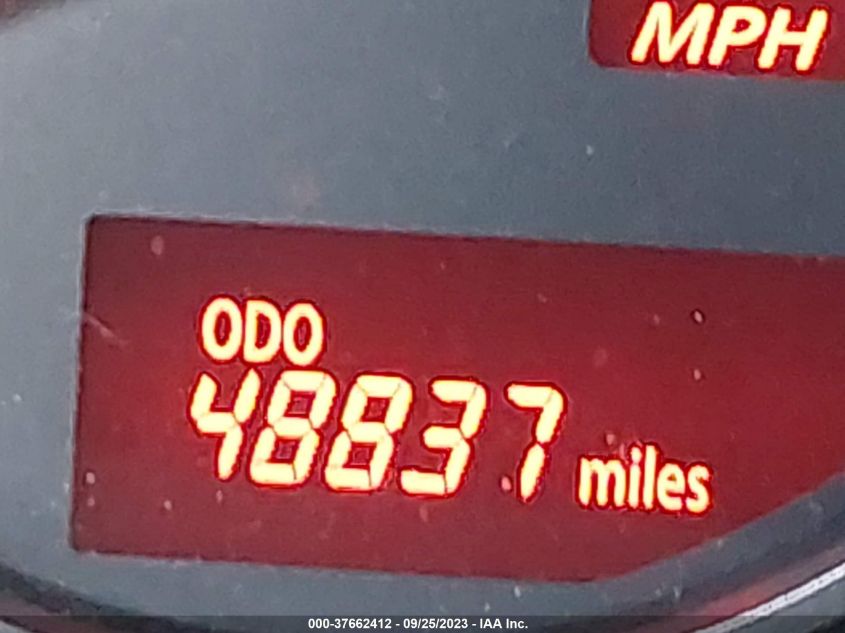 MPH
ODO
48837 miles
000-37662412 - 09/25/2023 - IAA Inc.